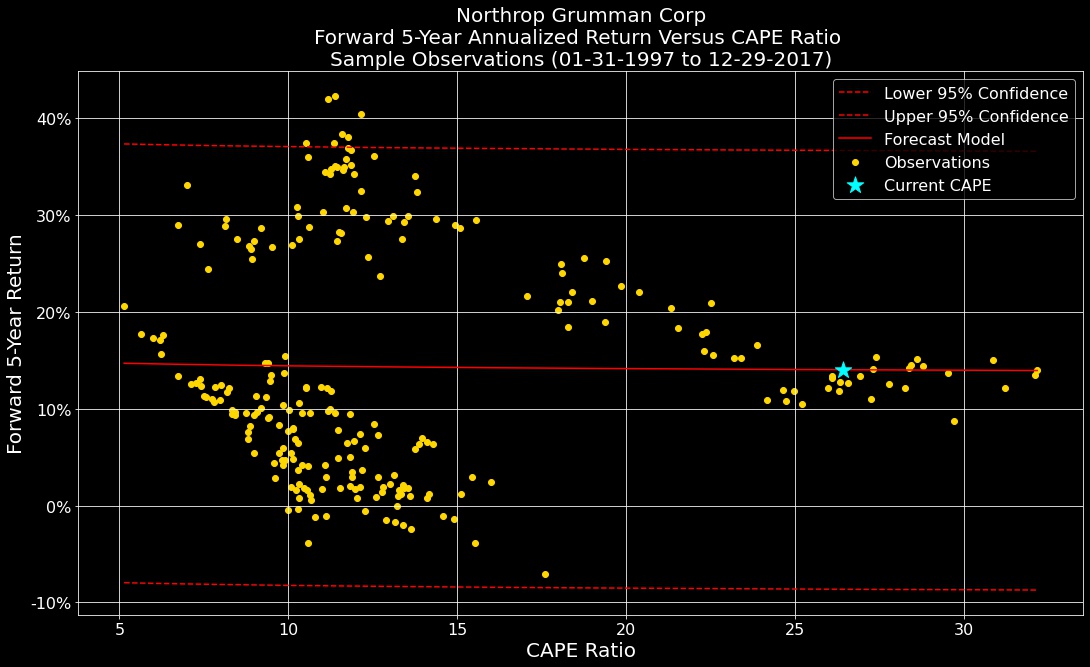 Northrop Grumman Corp
Forward 5-Year Annualized Return Versus CAPE Ratio
Sample Observations (01-31-1997 to 12-29-2017)
Lower 95% Confidence
Upper 95% Confidence
Forecast Model
Observations
Current CAPE
Forward 5-Year Return
40%
30%
20%
10%
0%
-10%
5 10 15 20 25 30
CAPE Ratio